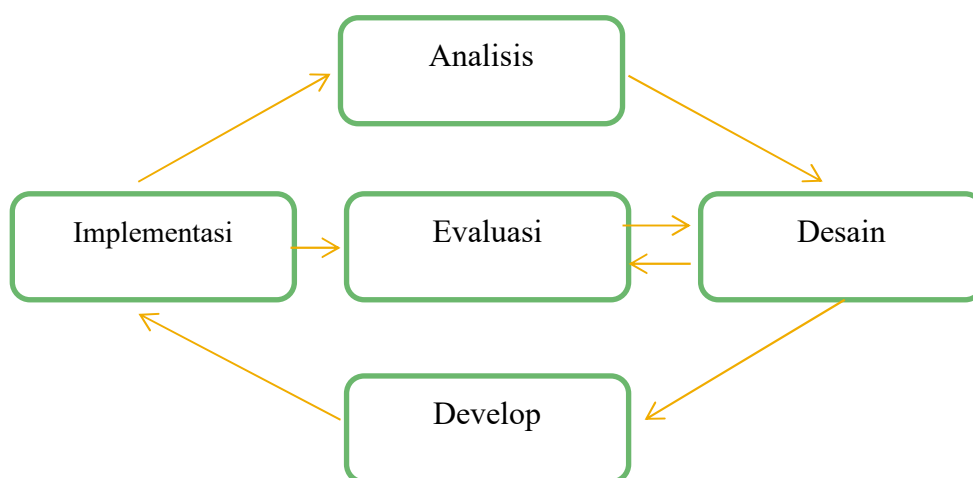 Analisis
Implementasi
Evaluasi
Desain
Develop